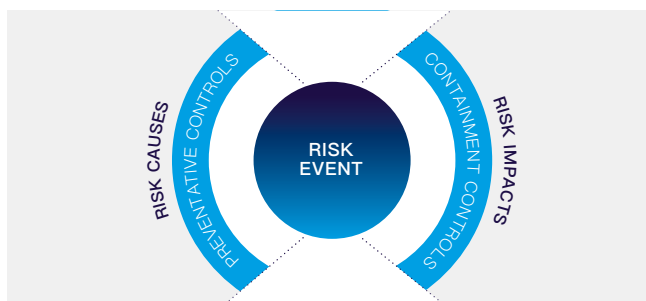 RISK CAUSES
PREVENTATIVE CONTROLS
RISK
EVENT
CONTAINMENT CONTROLS
RISK IMPACTS